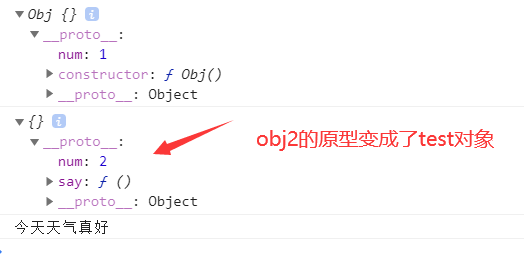 Obj {} i
__proto__:
num: 1
constructor: ƒ Obj()
__proto__: Object
{} i
__proto__:
num: 2
say: ƒ ()
__proto__: Object
obj2的原型变成了test对象
今天天气真好